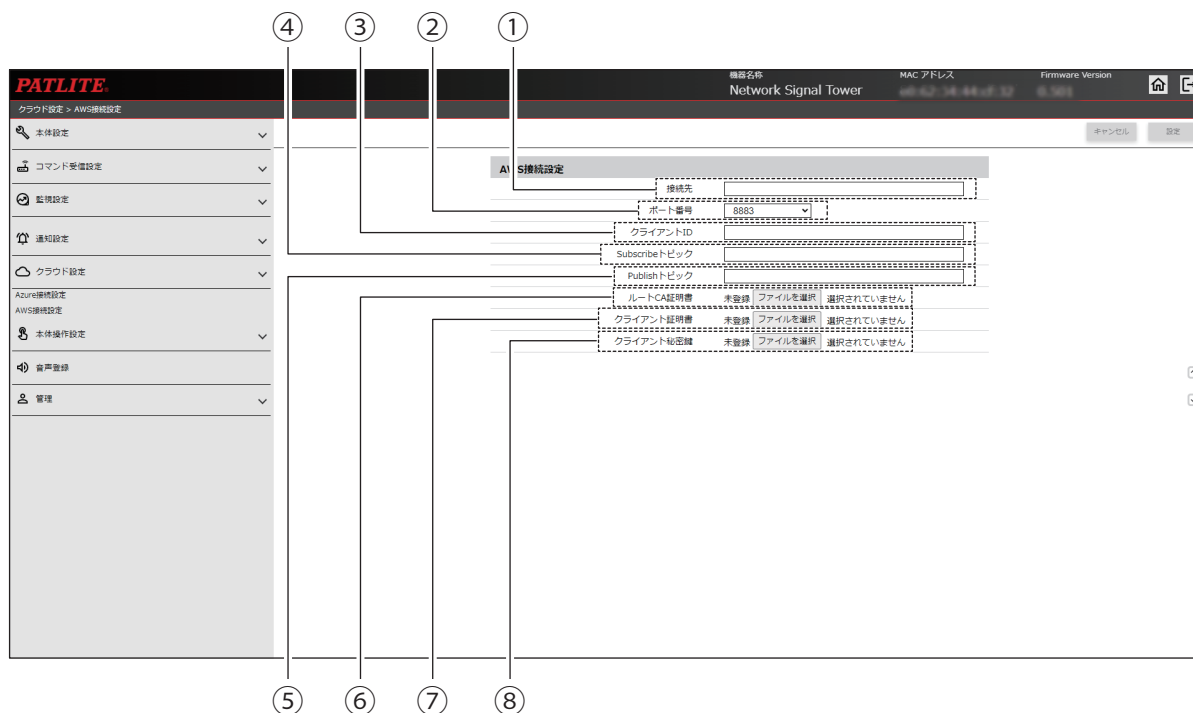 ④ ③ ② ①
PATLITE®
機器名称 MAC アドレス Firmware Version
Network Signal Tower
クラウド設定 > AWS接続設定
キャンセル 設定
本体設定
コマンド受信設定
監視設定
通知設定
クラウド設定
Azure接続設定
AWS接続設定
本体操作設定
音声登録
管理
AWS接続設定
接続先
ポート番号 8883
クライアントID
Subscribeトピック
Publishトピック
ルートCA証明書 未登録 ファイルを選択 選択されていません
クライアント証明書 未登録 ファイルを選択 選択されていません
クライアント秘密鍵 未登録 ファイルを選択 選択されていません
⑤ ⑥ ⑦ ⑧